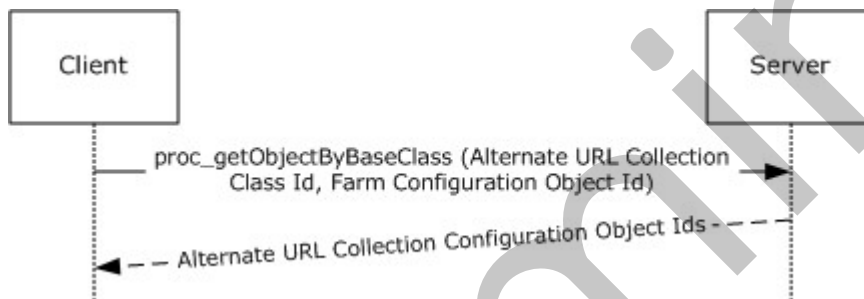 Client
Server
proc_getObjectByBaseClass (Alternate URL Collection
Class Id, Farm Configuration Object Id)
Alternate URL Collection Configuration Object Ids